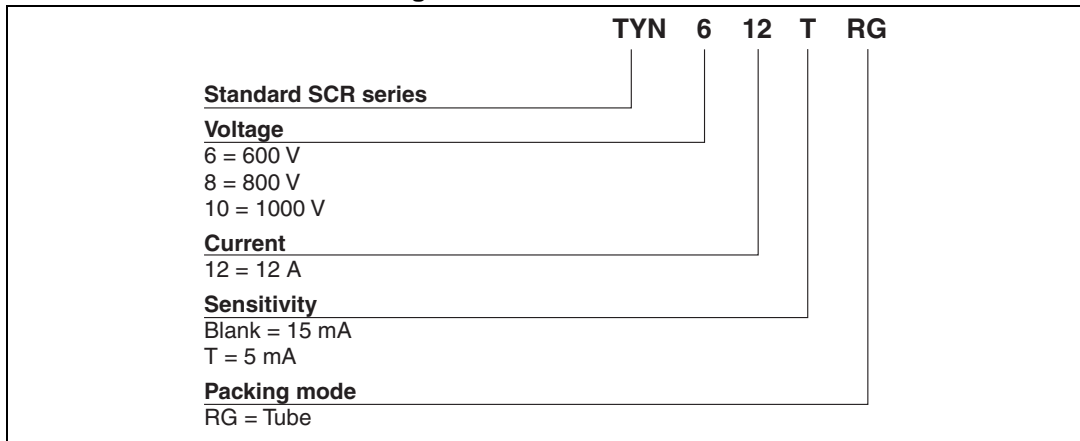 TYN 6 12 T RG
Standard SCR series
Voltage
6 = 600 V
8 = 800 V
10 = 1000 V
Current
12 = 12 A
Sensitivity
Blank = 15 mA
T = 5 mA
Packing mode
RG = Tube